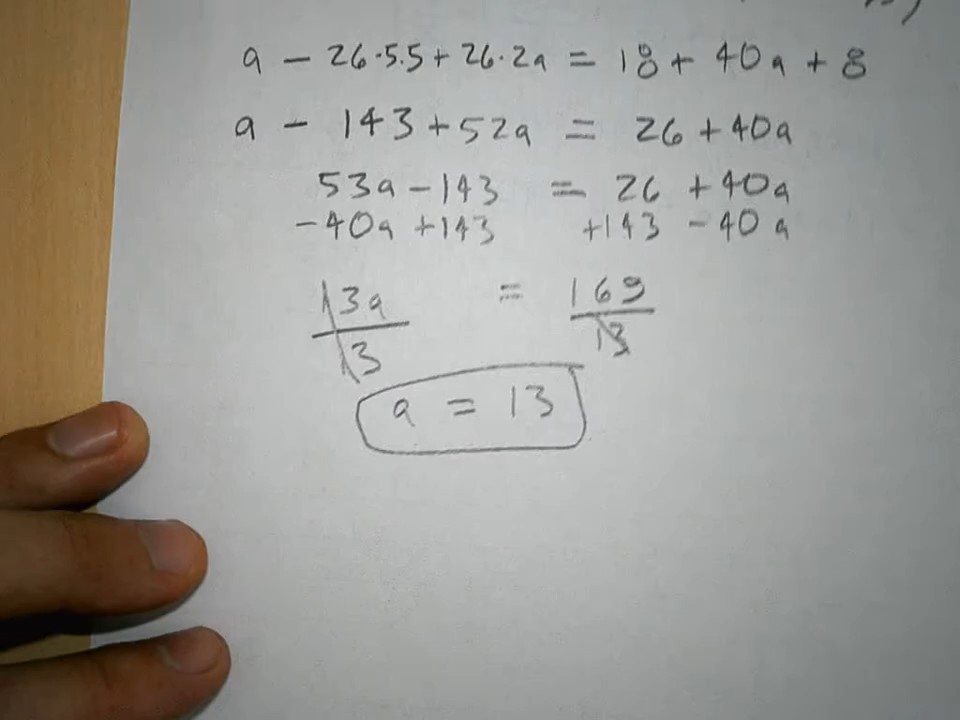 a - 26·5.5 + 26·2a = 18 + 40a + 8
a - 143 + 52a = 26 + 40a
53a - 143 = 26 + 40a
-40a + 143 +143 - 40a
13a = 169
13 13
a = 13